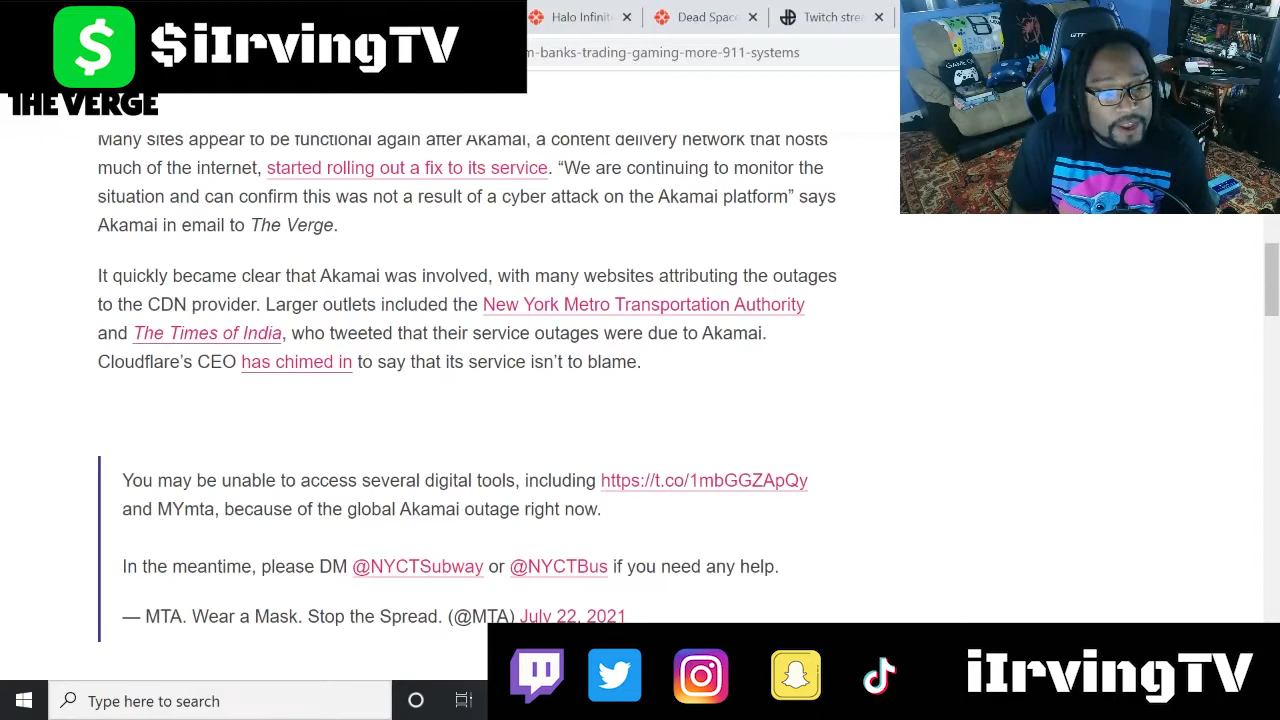 $iIrvingTV
Halo Infinit
Dead Space
Twitch stre
m-banks-trading-gaming-more-911-systems
THE VERGE
Many sites appear to be functional again after Akamai, a content delivery network that hosts
much of the internet, started rolling out a fix to its service. “We are continuing to monitor the
situation and can confirm this was not a result of a cyber attack on the Akamai platform” says
Akamai in email to The Verge.
It quickly became clear that Akamai was involved, with many websites attributing the outages
to the CDN provider. Larger outlets included the New York Metro Transportation Authority
and The Times of India, who tweeted that their service outages were due to Akamai.
Cloudflare’s CEO has chimed in to say that its service isn’t to blame.
You may be unable to access several digital tools, including https://t.co/1mbGGZApQy
and MYmta, because of the global Akamai outage right now.
In the meantime, please DM @NYCTSubway or @NYCTBus if you need any help.
— MTA. Wear a Mask. Stop the Spread. (@MTA) July 22, 2021
iIrvingTV
Type here to search